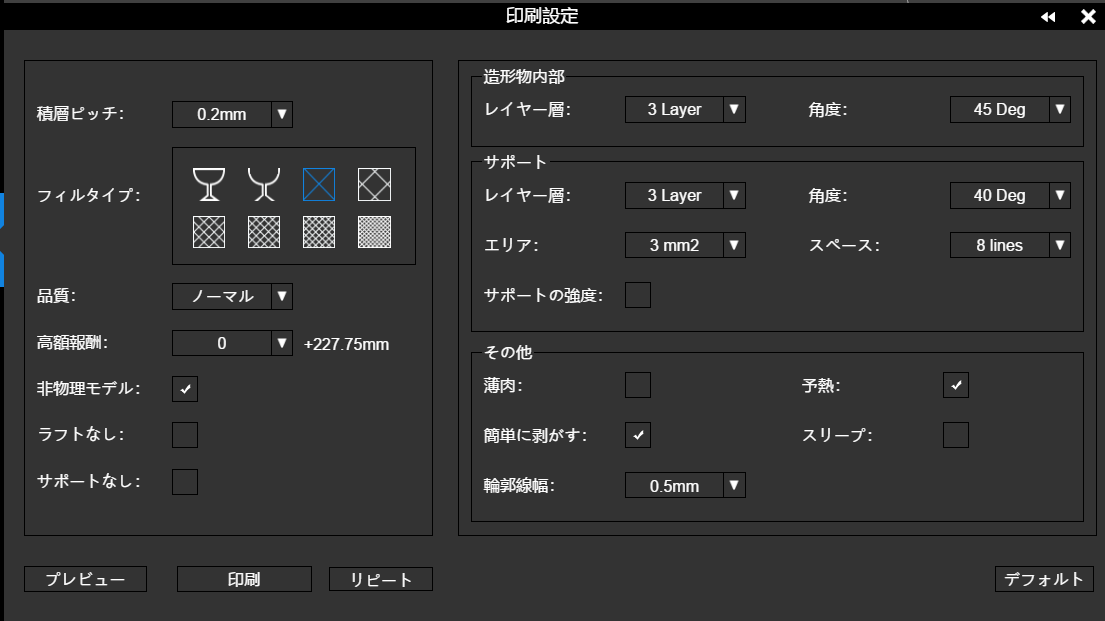 印刷設定
積層ピッチ:
0.2mm
フィルタイプ:
品質:
ノーマル
高額報酬:
0
+227.75mm
非物理モデル:
ラフトなし:
サポートなし:
造形物内部
レイヤー層:
3 Layer
角度:
45 Deg
サポート
レイヤー層:
3 Layer
角度:
40 Deg
エリア:
3 mm2
スペース:
8 lines
サポートの強度:
その他
薄肉:
予熱:
簡単に剥がす:
スリープ:
輪郭線幅:
0.5mm
プレビュー
印刷
リピート
デフォルト